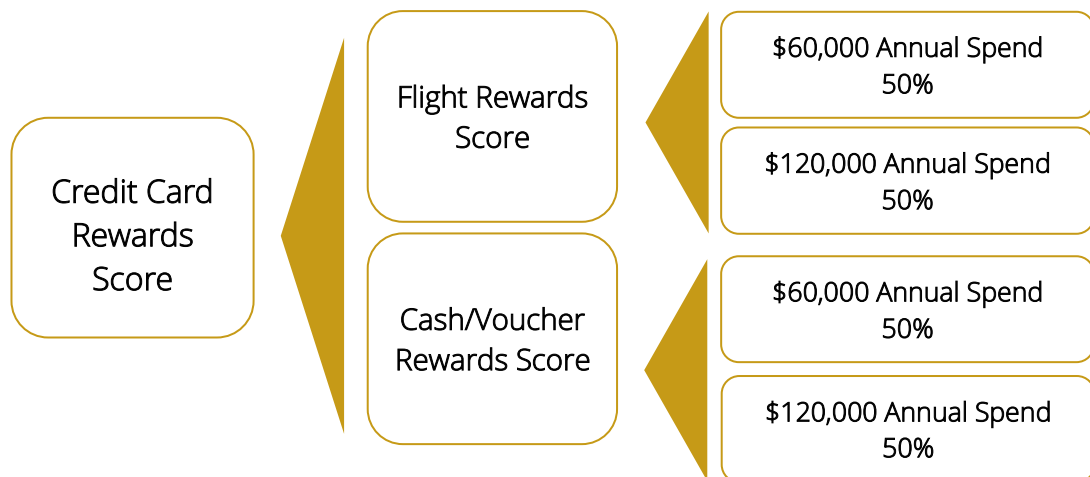 Credit Card
Rewards
Score
Flight Rewards
Score
$60,000 Annual Spend
50%
$120,000 Annual Spend
50%
Cash/Voucher
Rewards Score
$60,000 Annual Spend
50%
$120,000 Annual Spend
50%